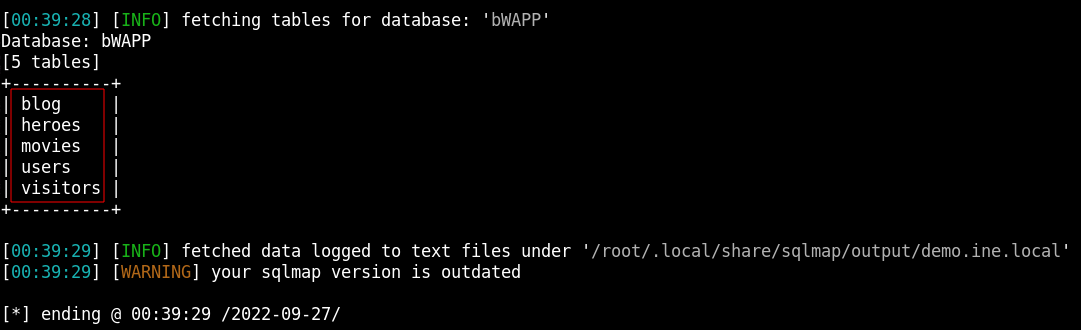 [00:39:28] [INFO] fetching tables for database: 'bWAPP'
Database: bWAPP
[5 tables]
+----------+
| blog     |
| heroes   |
| movies   |
| users    |
| visitors |
+----------+
[00:39:29] [INFO] fetched data logged to text files under '/root/.local/share/sqlmap/output/demo.ine.local'
[00:39:29] [WARNING] your sqlmap version is outdated
[*] ending @ 00:39:29 /2022-09-27/